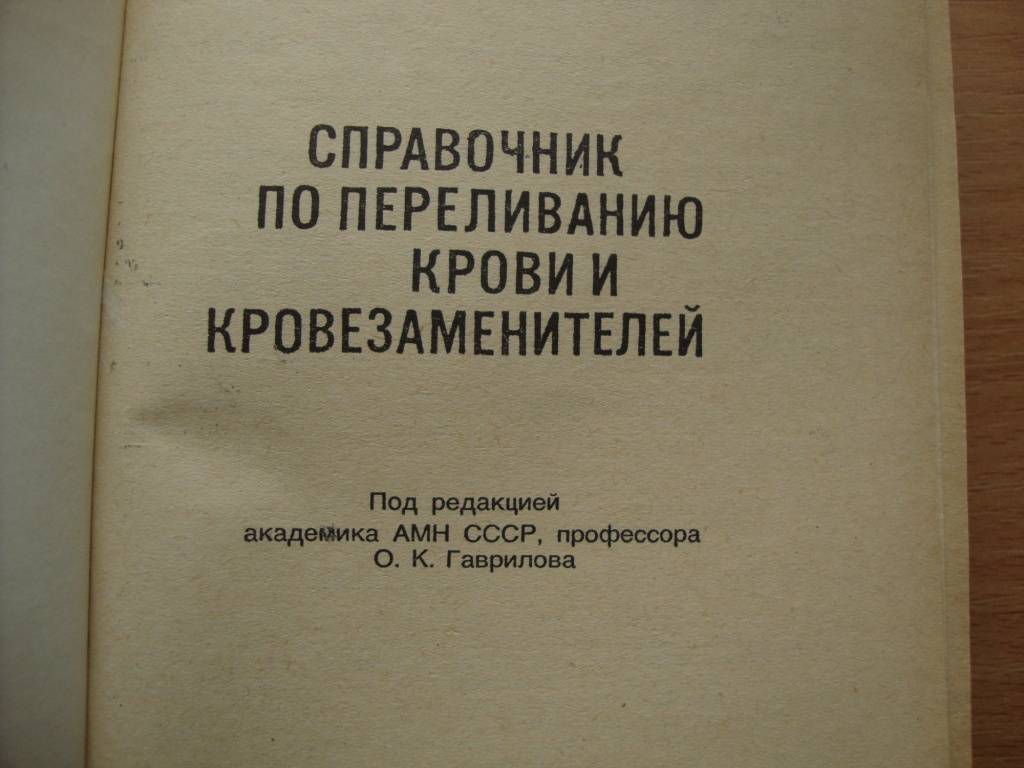 СПРАВОЧНИК
ПО ПЕРЕЛИВАНИЮ
КРОВИ И
КРОВЕЗАМЕНИТЕЛЕЙ
Под редакцией
академика АМН СССР, профессора
О. К. Гаврилова